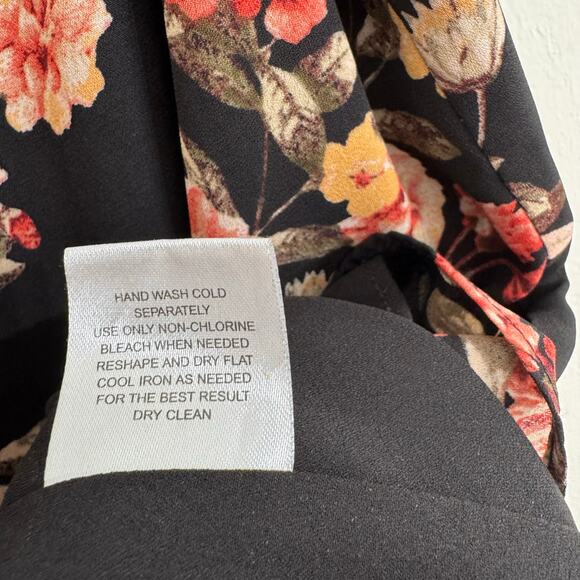 HAND WASH COLD
SEPARATELY
USE ONLY NON-CHLORINE
BLEACH WHEN NEEDED
RESHAPE AND DRY FLAT
COOL IRON AS NEEDED
FOR THE BEST RESULT
DRY CLEAN